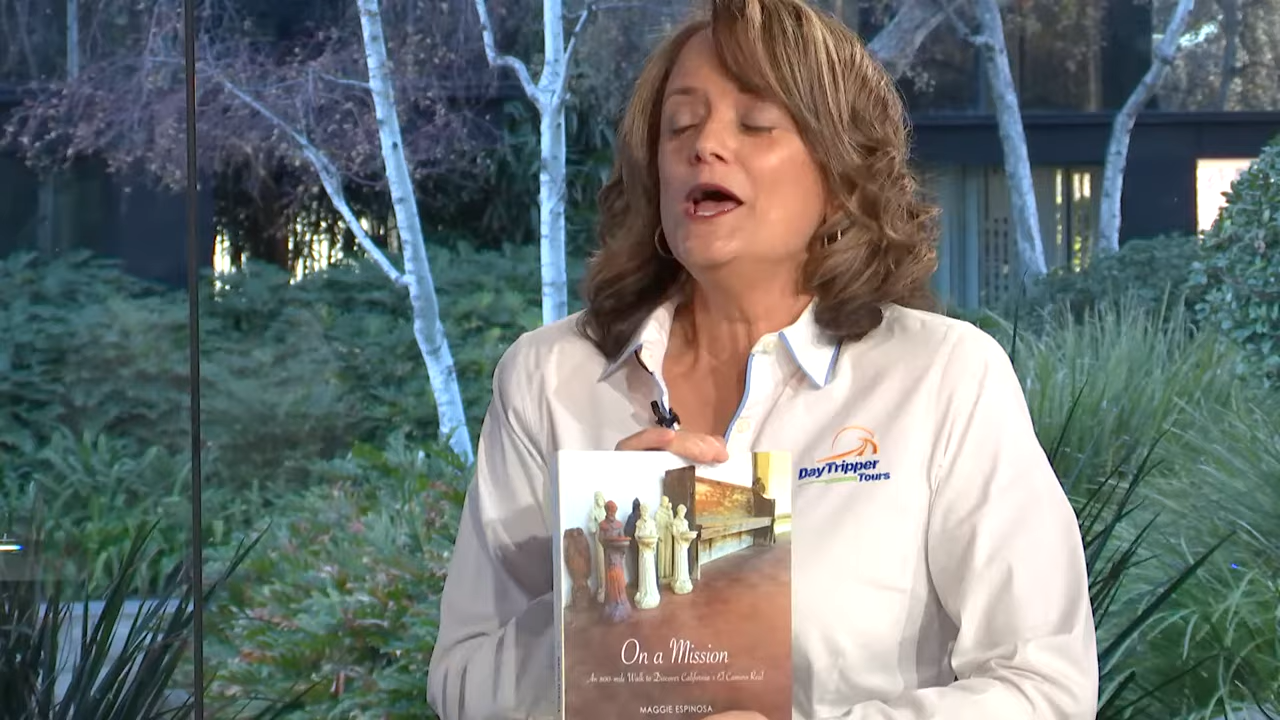 DayTripper
Tours
On a Mission
An 800 mile Walk to Discover California's El Camino Real
MAGGIE ESPINOSA